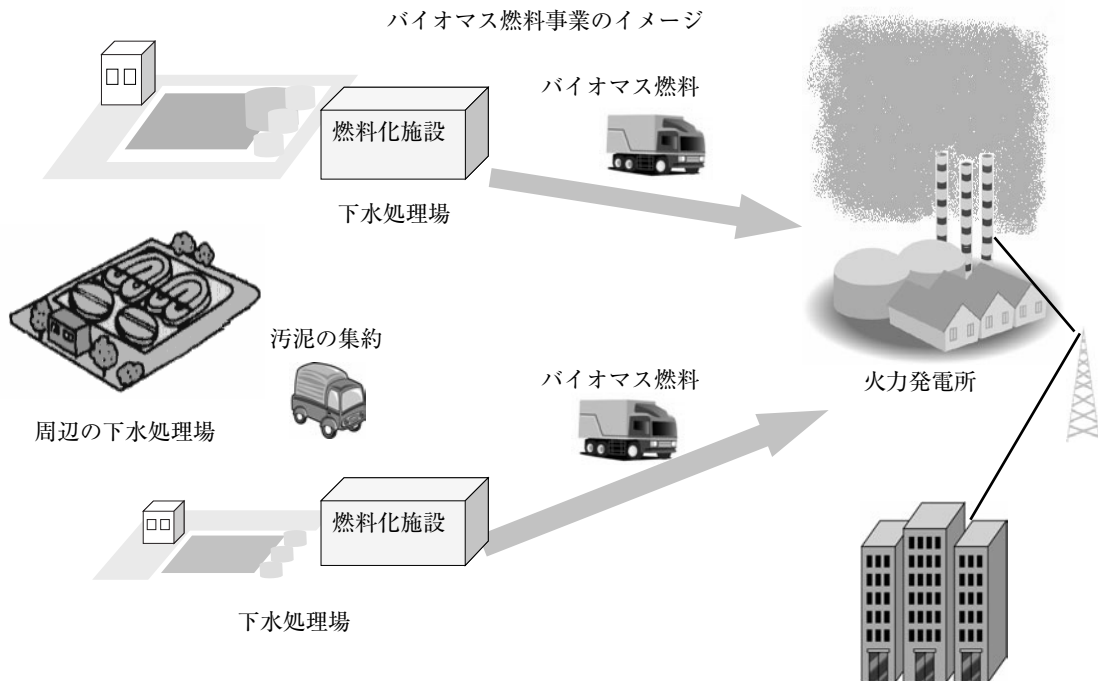 バイオマス燃料事業のイメージ
バイオマス燃料
燃料化施設
下水処理場
汚泥の集約
バイオマス燃料
火力発電所
周辺の下水処理場
燃料化施設
下水処理場